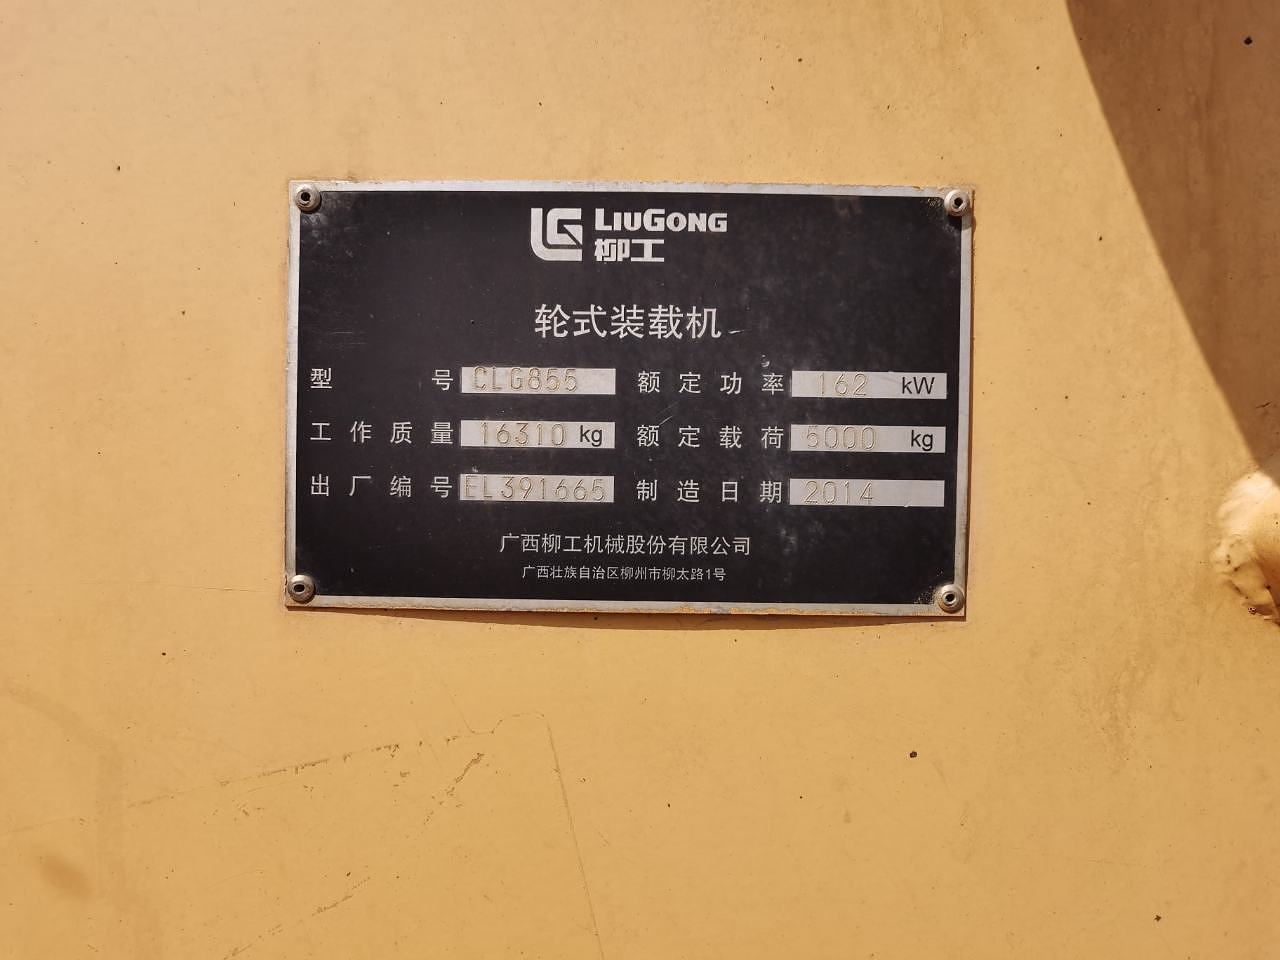 LG LIUGONG
柳工
轮式装载机
型 号 CLG855 额定功率 162 kW
工作质量 16310 kg 额定载荷 5000 kg
出厂编号 EL391665 制造日期 2014
广西柳工机械股份有限公司
广西壮族自治区柳州市柳太路1号